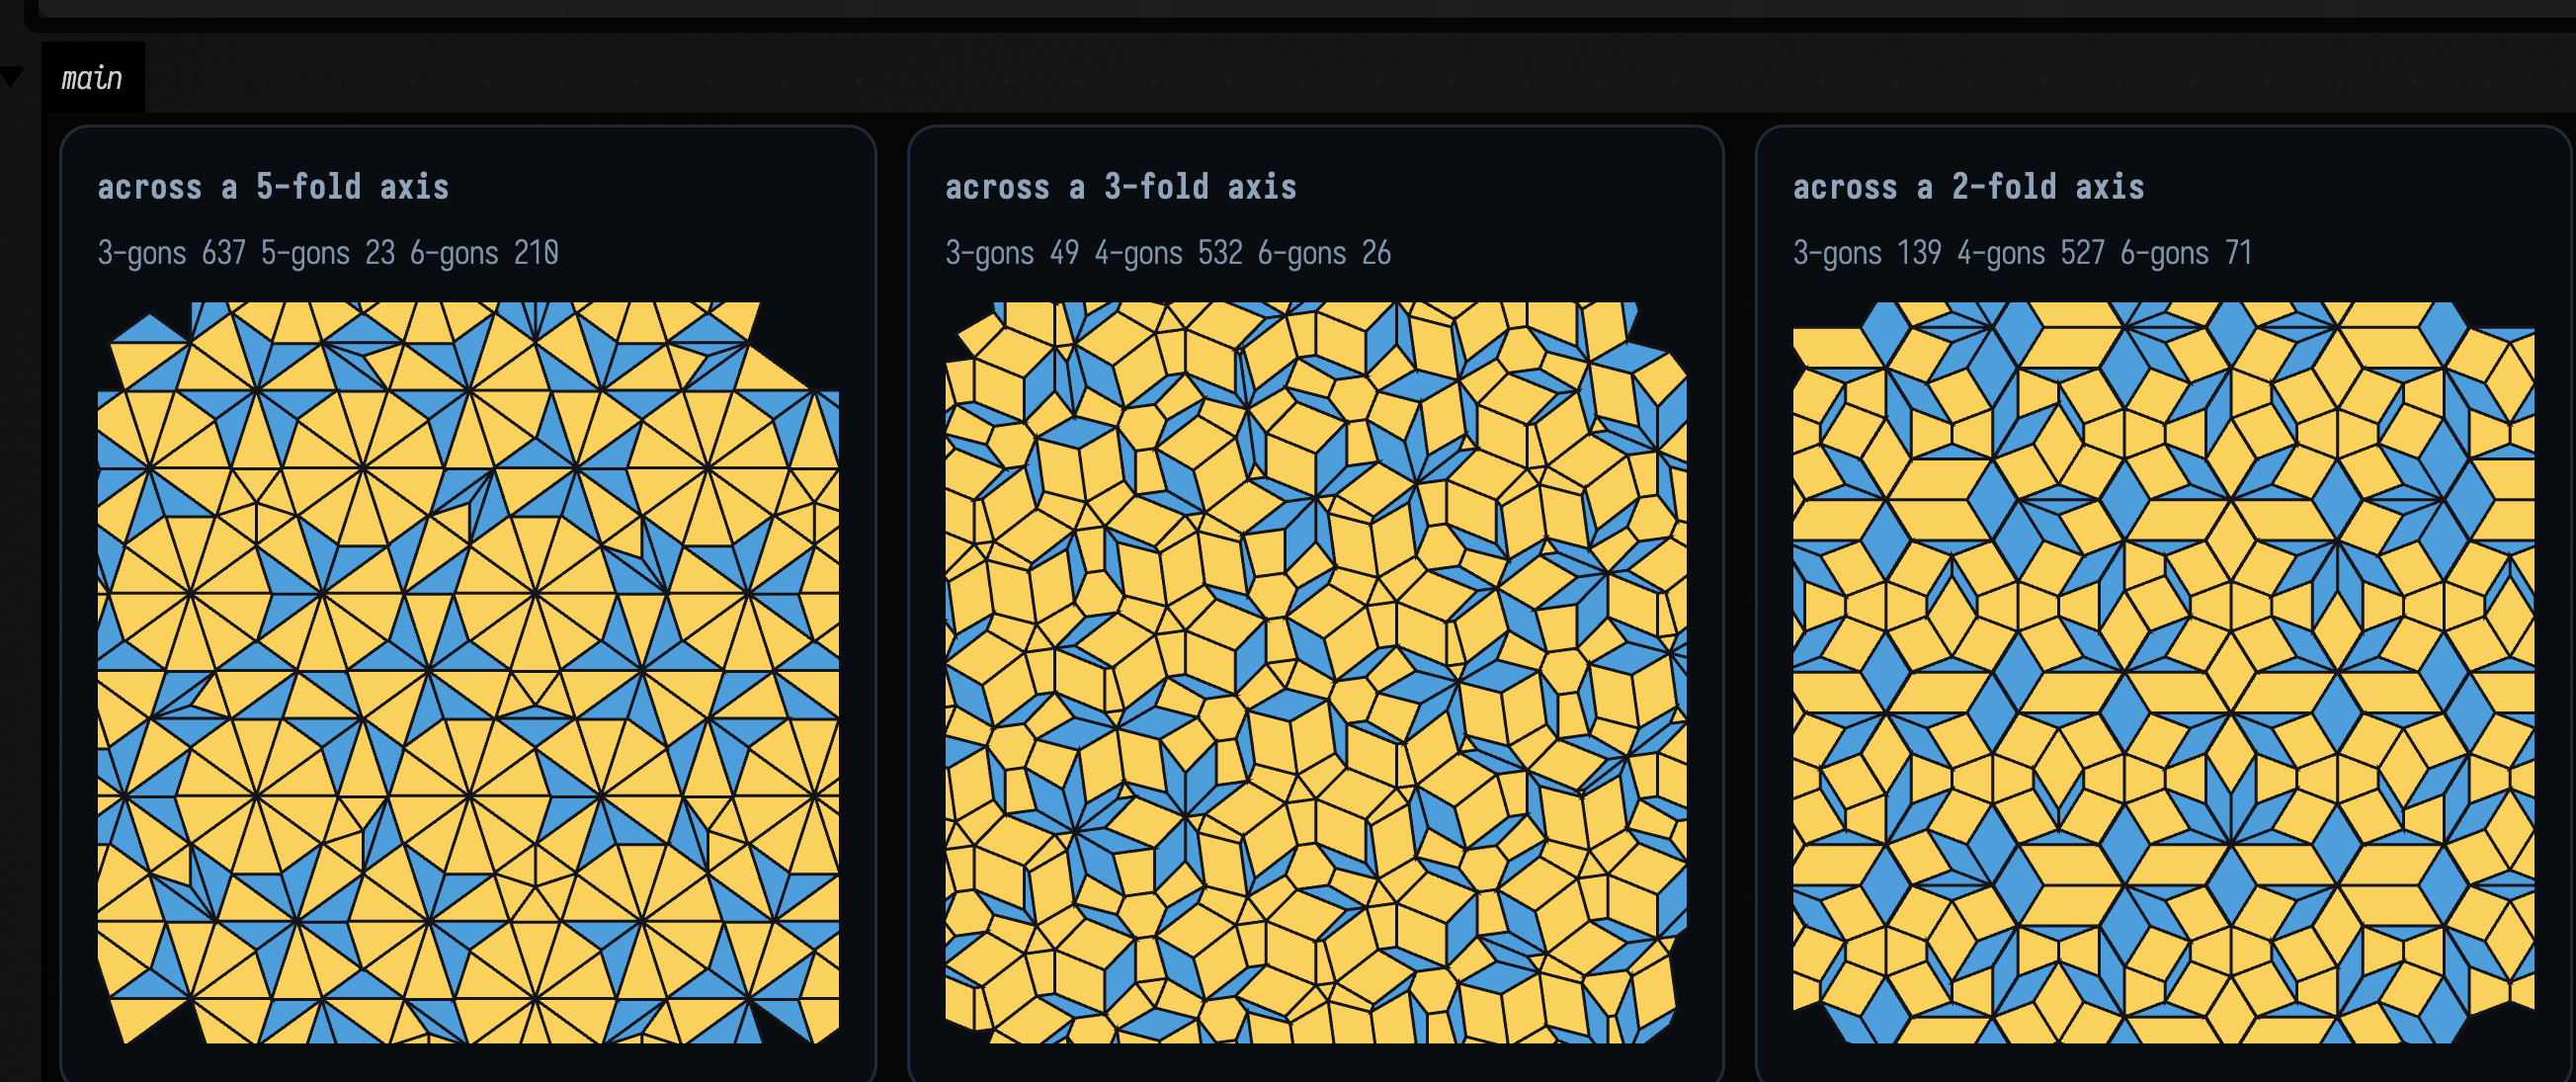 main
across a 5-fold axis
3-gons 637 5-gons 23 6-gons 210
across a 3-fold axis
3-gons 49 4-gons 532 6-gons 26
across a 2-fold axis
3-gons 139 4-gons 527 6-gons 71